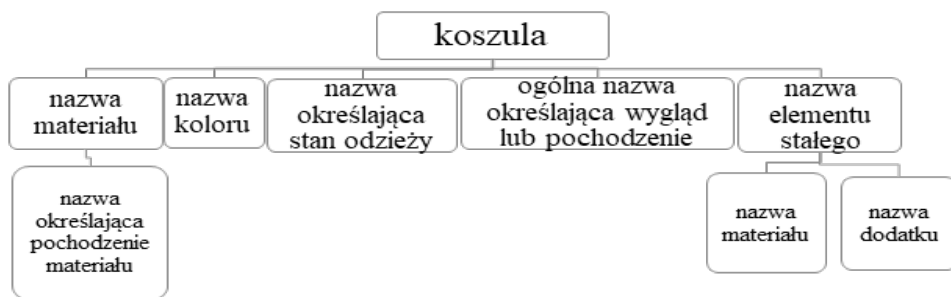 koszula
nazwa
materiału
nazwa
koloru
nazwa
określająca
stan odzieży
ogólna nazwa
określająca wygląd
lub pochodzenie
nazwa
elementu
stałego
nazwa
określająca
pochodzenie
materiału
nazwa
materiału
nazwa
dodatku